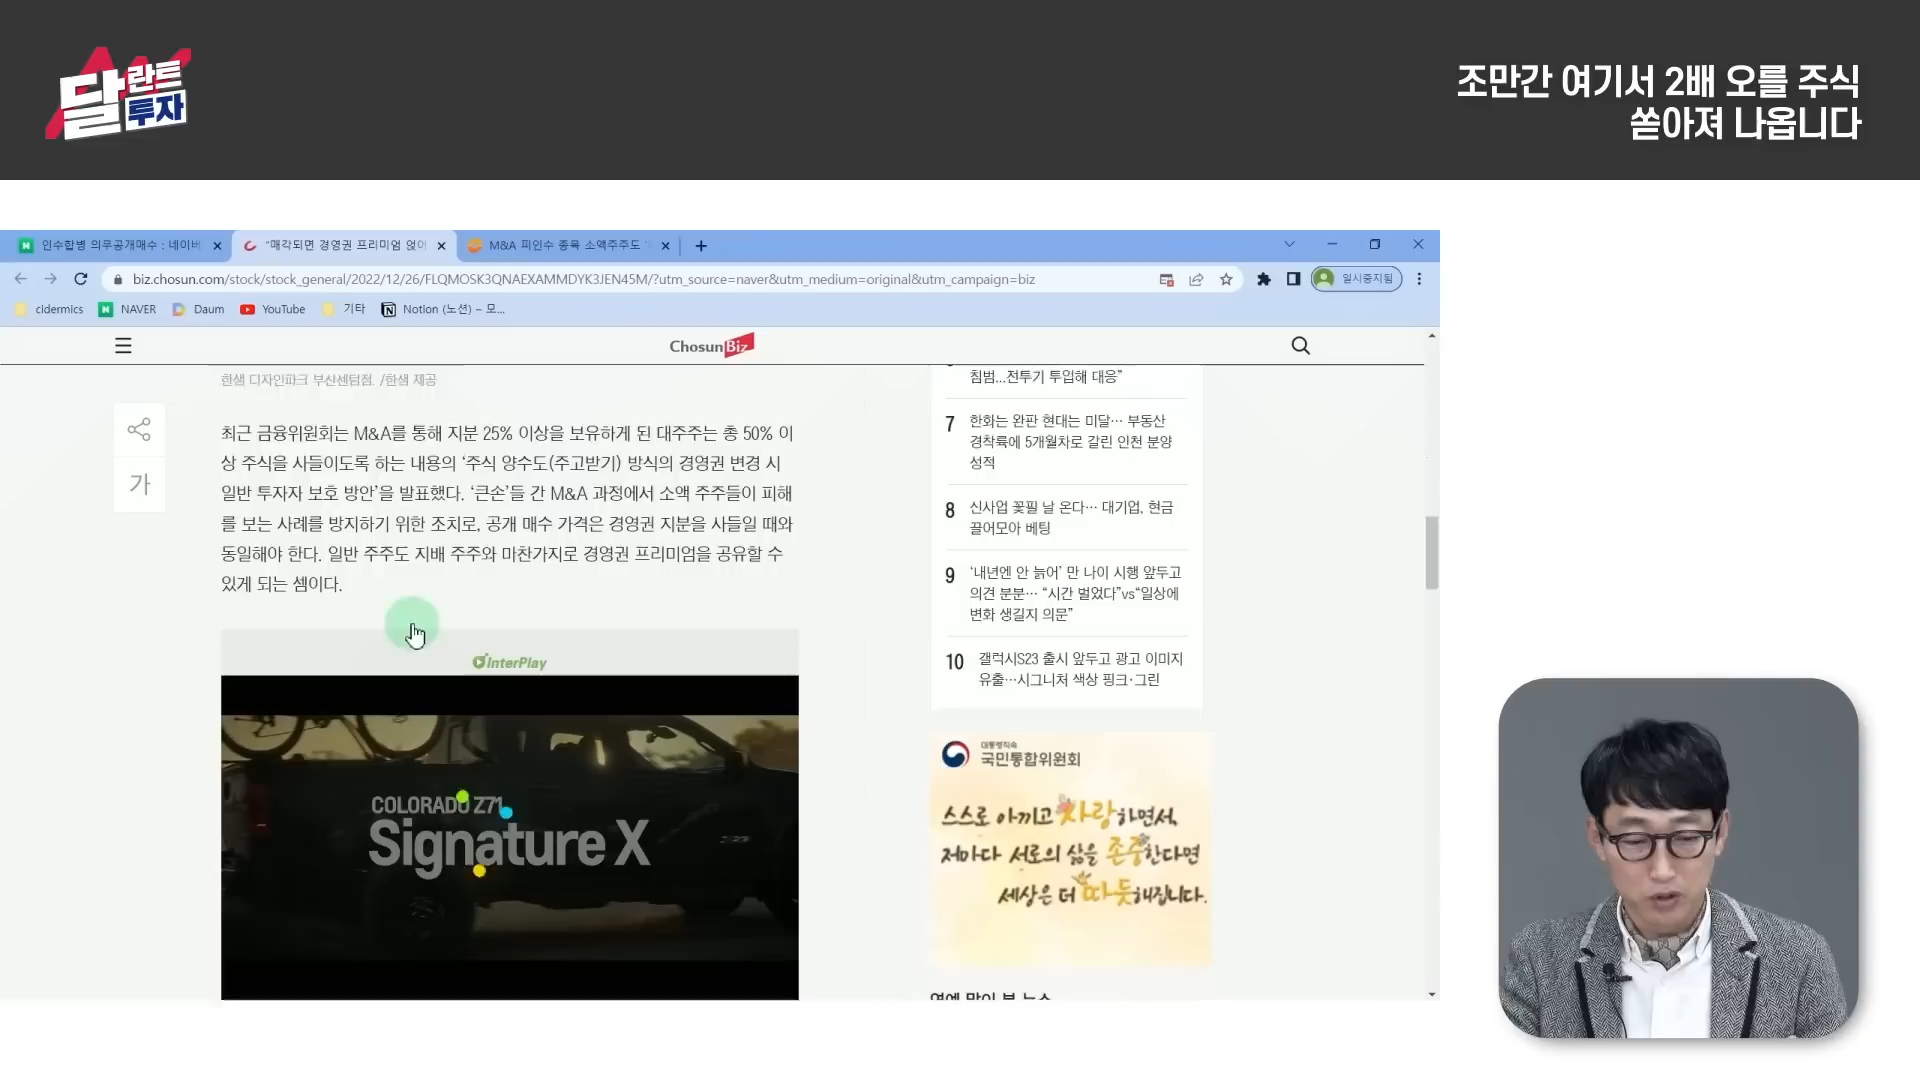 달란트투자
조만간 여기서 2배 오를 주식
쏟아져 나옵니다
인수합병 의무공개매수 : 네이버
"매각되면 경영권 프리미엄 얹어
M&A 피인수 종목 소액주주도
biz.chosun.com/stock/stock_general/2022/12/26/FLQMOSK3QNAEXAMMDYK3JEN45M/?utm_source=naver&utm_medium=original&utm_campaign=biz
일시중지됨
cidermics
NAVER
Daum
YouTube
기타
Notion (노션) – 모...
ChosunBiz
한샘 디자인파크 부산센텀점. /한샘 제공
가
최근 금융위원회는 M&A를 통해 지분 25% 이상을 보유하게 된 대주주는 총 50% 이
상 주식을 사들이도록 하는 내용의 ‘주식 양수도(주고받기) 방식의 경영권 변경 시
일반 투자자 보호 방안’을 발표했다. ‘큰손’들 간 M&A 과정에서 소액 주주들이 피해
를 보는 사례를 방지하기 위한 조치로, 공개 매수 가격은 경영권 지분을 사들일 때와
동일해야 한다. 일반 주주도 지배 주주와 마찬가지로 경영권 프리미엄을 공유할 수
있게 되는 셈이다.
InterPlay
COLORADO Z71
Signature X
침범...전투기 투입해 대응”
7 한화는 완판 현대는 미달… 부동산
경착륙에 5개월차로 갈린 인천 분양
성적
8 신사업 꽃필 날 온다… 대기업, 현금
끌어모아 베팅
9 ‘내년엔 안 늙어’ 만 나이 시행 앞두고
의견 분분… “시간 벌었다”vs“일상에
변화 생길지 의문”
10 갤럭시S23 출시 앞두고 광고 이미지
유출…시그니처 색상 핑크·그린
대통령직속
국민통합위원회
스스로 아끼고 사랑하면서,
저마다 서로의 삶을 존중한다면
세상은 더 따듯해집니다.